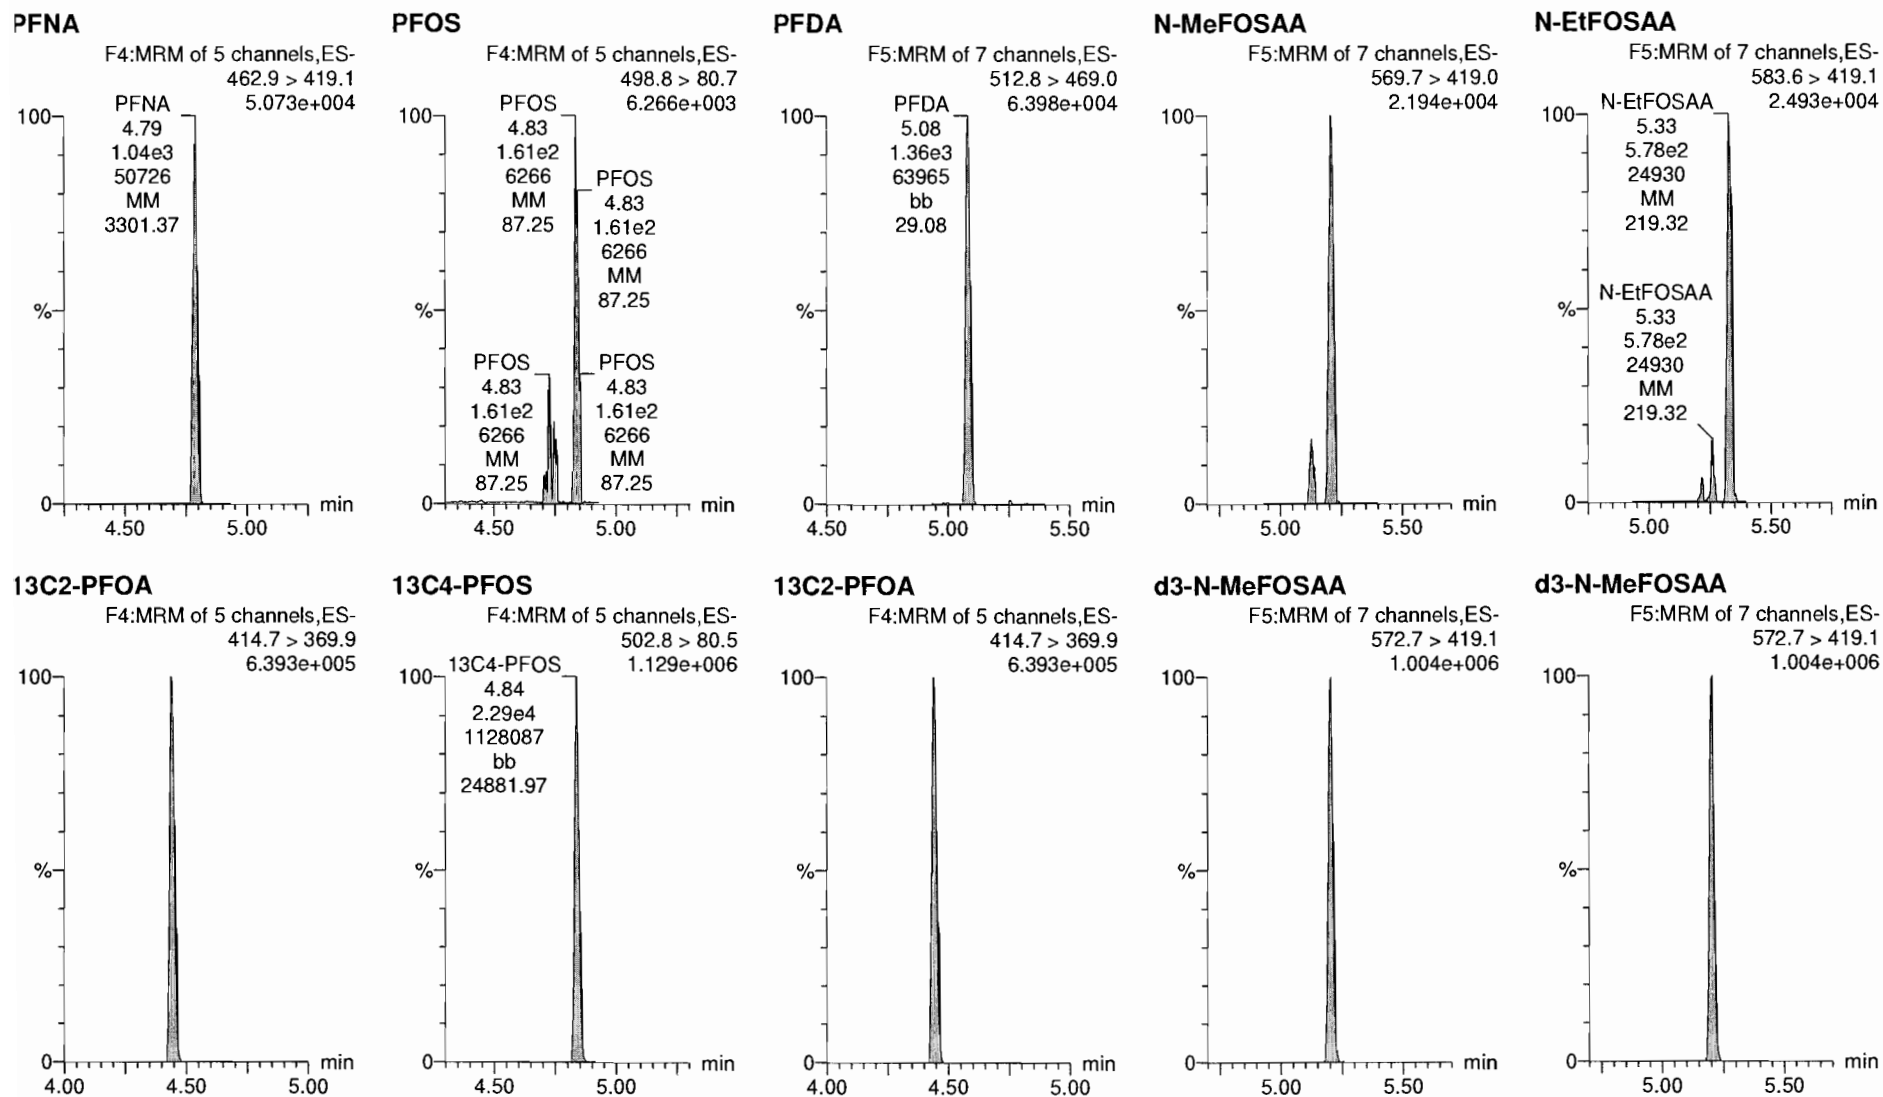 PFNA
F4:MRM of 5 channels,ES-
462.9 > 419.1
5.073e+004
PFNA
4.79
1.04e3
50726
MM
3301.37
100
%
0
min
4.50
5.00
PFOS
F4:MRM of 5 channels,ES-
498.8 > 80.7
6.266e+003
PFOS
4.83
1.61e2
6266
MM
87.25
PFOS
4.83
1.61e2
6266
MM
87.25
PFOS
4.83
1.61e2
6266
MM
87.25
PFOS
4.83
1.61e2
6266
MM
87.25
100
%
0
min
4.50
5.00
PFDA
F5:MRM of 7 channels,ES-
512.8 > 469.0
6.398e+004
PFDA
5.08
1.36e3
63965
bb
29.08
100
%
0
min
4.50
5.00
5.50
N-MeFOSAA
F5:MRM of 7 channels,ES-
569.7 > 419.0
2.194e+004
100
%
0
min
5.00
5.50
N-EtFOSAA
F5:MRM of 7 channels,ES-
583.6 > 419.1
2.493e+004
N-EtFOSAA
5.33
5.78e2
24930
MM
219.32
N-EtFOSAA
5.33
5.78e2
24930
MM
219.32
100
%
0
min
5.00
5.50
13C2-PFOA
F4:MRM of 5 channels,ES-
414.7 > 369.9
6.393e+005
100
%
0
min
4.00
4.50
5.00
13C4-PFOS
F4:MRM of 5 channels,ES-
502.8 > 80.5
1.129e+006
13C4-PFOS
4.84
2.29e4
1128087
bb
24881.97
100
%
0
min
4.50
5.00
13C2-PFOA
F4:MRM of 5 channels,ES-
414.7 > 369.9
6.393e+005
100
%
0
min
4.00
4.50
5.00
d3-N-MeFOSAA
F5:MRM of 7 channels,ES-
572.7 > 419.1
1.004e+006
100
%
0
min
5.00
5.50
d3-N-MeFOSAA
F5:MRM of 7 channels,ES-
572.7 > 419.1
1.004e+006
100
%
0
min
5.00
5.50